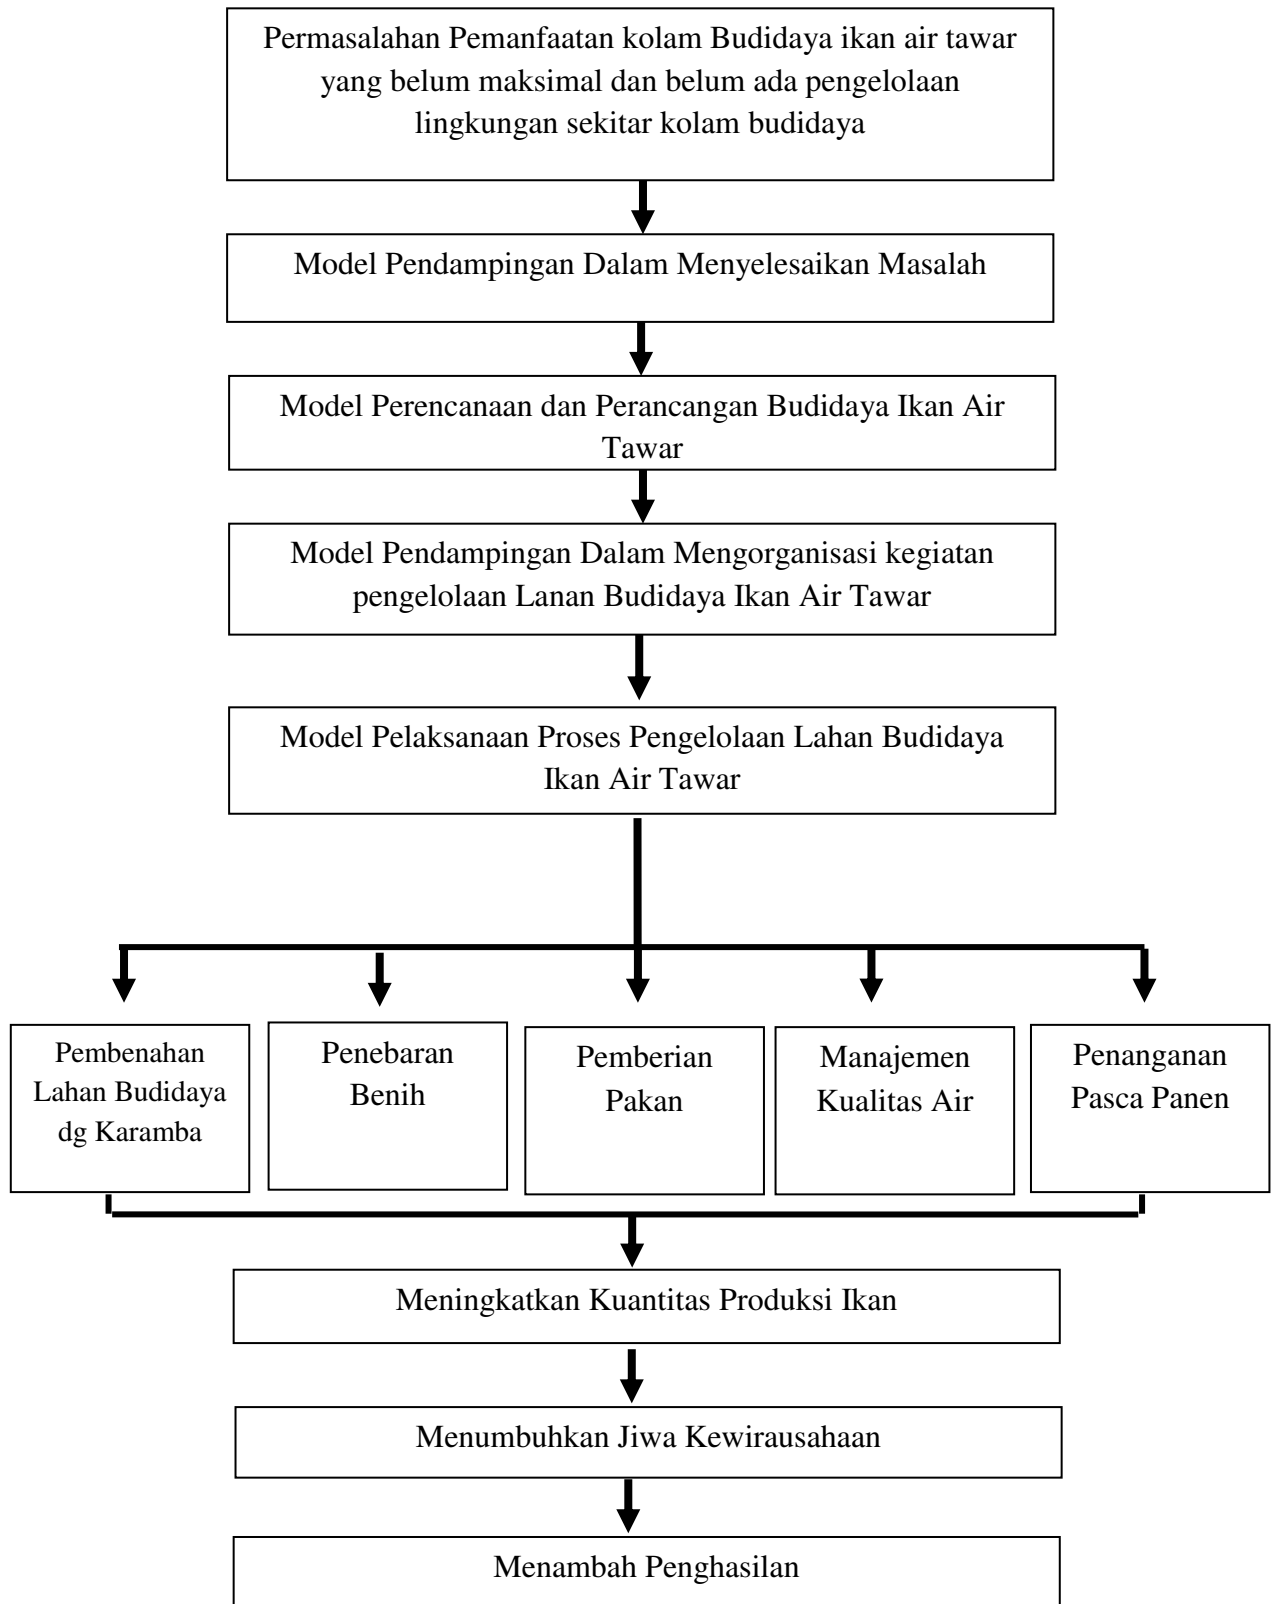 Permasalahan Pemanfaatan kolam Budidaya ikan air tawar
yang belum maksimal dan belum ada pengelolaan
lingkungan sekitar kolam budidaya
Model Pendampingan Dalam Menyelesaikan Masalah
Model Perencanaan dan Perancangan Budidaya Ikan Air
Tawar
Model Pendampingan Dalam Mengorganisasi kegiatan
pengelolaan Lanan Budidaya Ikan Air Tawar
Model Pelaksanaan Proses Pengelolaan Lahan Budidaya
Ikan Air Tawar
Pembenahan
Lahan Budidaya
dg Karamba
Penebaran
Benih
Pemberian
Pakan
Manajemen
Kualitas Air
Penanganan
Pasca Panen
Meningkatkan Kuantitas Produksi Ikan
Menumbuhkan Jiwa Kewirausahaan
Menambah Penghasilan